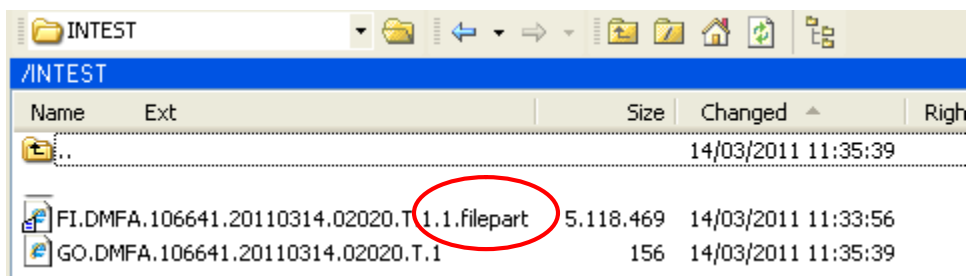 INTEST
/INTEST
Name Ext Size Changed Righ
.. 14/03/2011 11:35:39
FI.DMFA.106641.20110314.02020.T.1.1.filepart 5.118.469 14/03/2011 11:33:56
GO.DMFA.106641.20110314.02020.T.1 156 14/03/2011 11:35:39